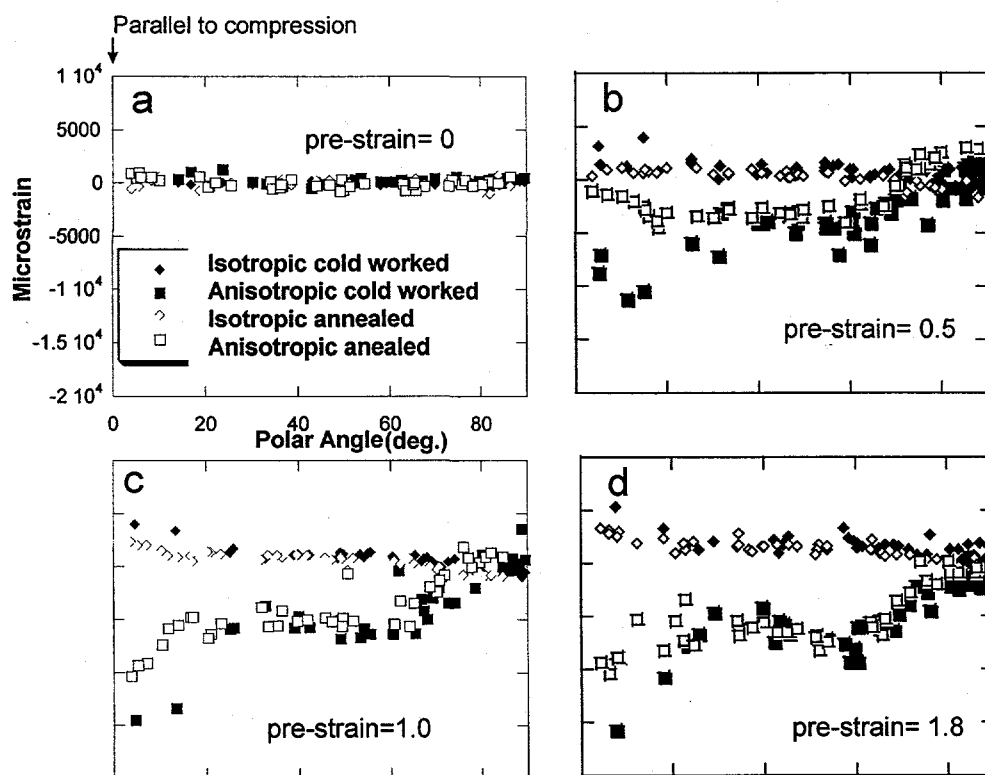 Parallel to compression
a
pre-strain= 0
1 10⁴
5000
0
-5000
-1 10⁴
-1.5 10⁴
-2 10⁴
Microstrain
Isotropic cold worked
Anisotropic cold worked
Isotropic annealed
Anisotropic anealed
0 20 40 60 80
Polar Angle(deg.)
b
pre-strain= 0.5
c
pre-strain=1.0
d
pre-strain=1.8